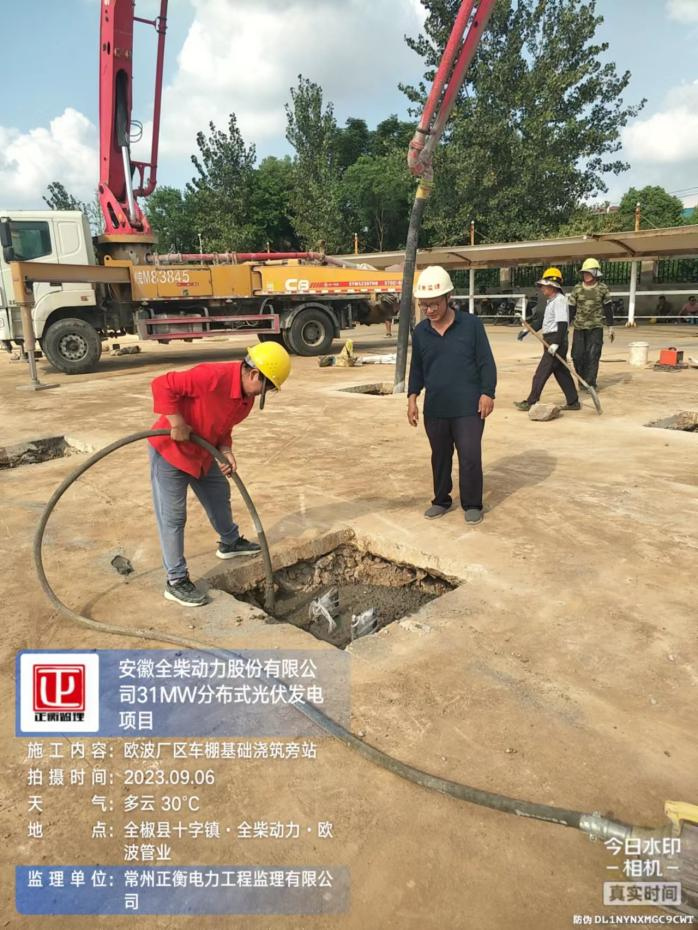 M83845
C8
正衡监理
安徽全柴动力股份有限公
司31MW分布式光伏发电
项目
施工内容：欧波厂区车棚基础浇筑旁站
拍摄时间：2023.09.06
天 气：多云 30℃
地 点：全椒县十字镇·全柴动力·欧
波管业
监理单位：常州正衡电力工程监理有限公
司
今日水印
相机
真实时间
防伪 DL1NYNXMGC9CWT